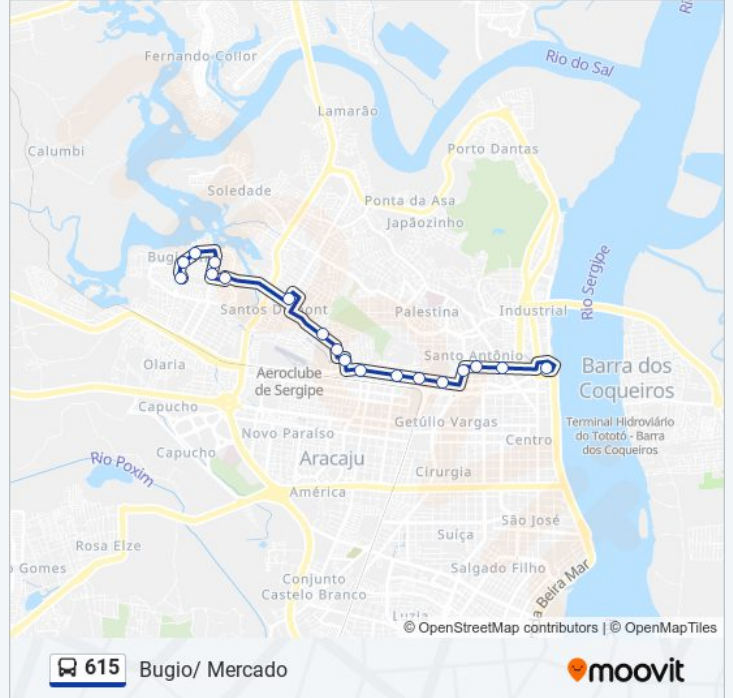 Ri
Fernando Collor
Rio do Sal
Lamarão
Calumbi
Porto Dantas
Soledade
Ponta da Asa
Japãozinho
Rio Sergipe
Santos D
mont
Palestina
Industrial
Santo Antônio
Olaria
Aeroclube
de Sergipe
Barra dos
Coqueiros
Capucho
Getúlio Vargas
Terminal Hidroviário
do Tototó - Barra
dos Coqueiros
Novo Paraíso
Centro
Capucho
Aracaju
Rio Poxim
Cirurgia
América
São José
Suíça
Rosa Elze
o Gomes
Salgado Filho
Conjunto
Castelo Branco
a Beira Mar
© OpenStreetMap contributors | © OpenMapTiles
615 Bugio/ Mercado
moovit